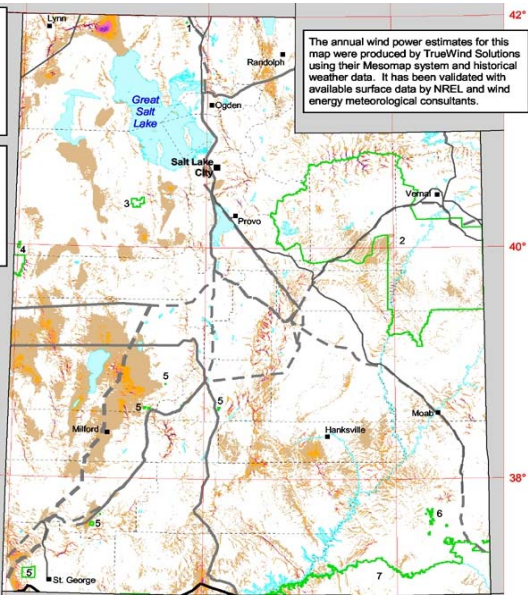 42°
Lynn
1
The annual wind power estimates for this
map were produced by TrueWind Solutions
using their Mesomap system and historical
weather data. It has been validated with
available surface data by NREL and wind
energy meteorological consultants.
Randolph
Great
Salt
Lake
Ogden
Salt Lake
City
Vernal
3
Provo
2
4
40°
5
5
5
Moab
Milford
Hanksville
38°
6
5
5
7
St. George